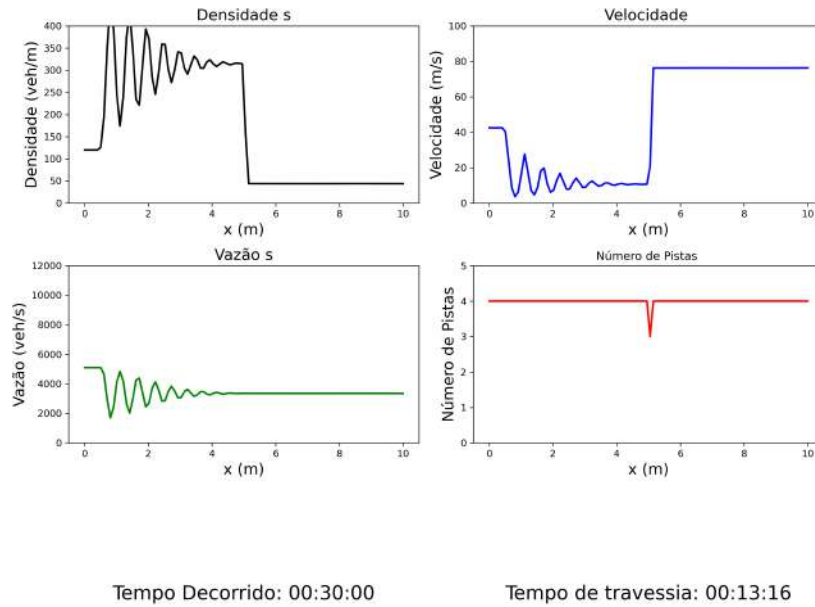 Densidade s
Densidade (veh/m)
400
350
300
250
200
150
100
50
0
0 2 4 6 8 10
x (m)
Velocidade
Velocidade (m/s)
100
80
60
40
20
0
0 2 4 6 8 10
x (m)
Vazão s
Vazão (veh/s)
12000
10000
8000
6000
4000
2000
0
0 2 4 6 8 10
x (m)
Número de Pistas
Número de Pistas
5
4
3
2
1
0
0 2 4 6 8 10
x (m)
Tempo Decorrido: 00:30:00
Tempo de travessia: 00:13:16